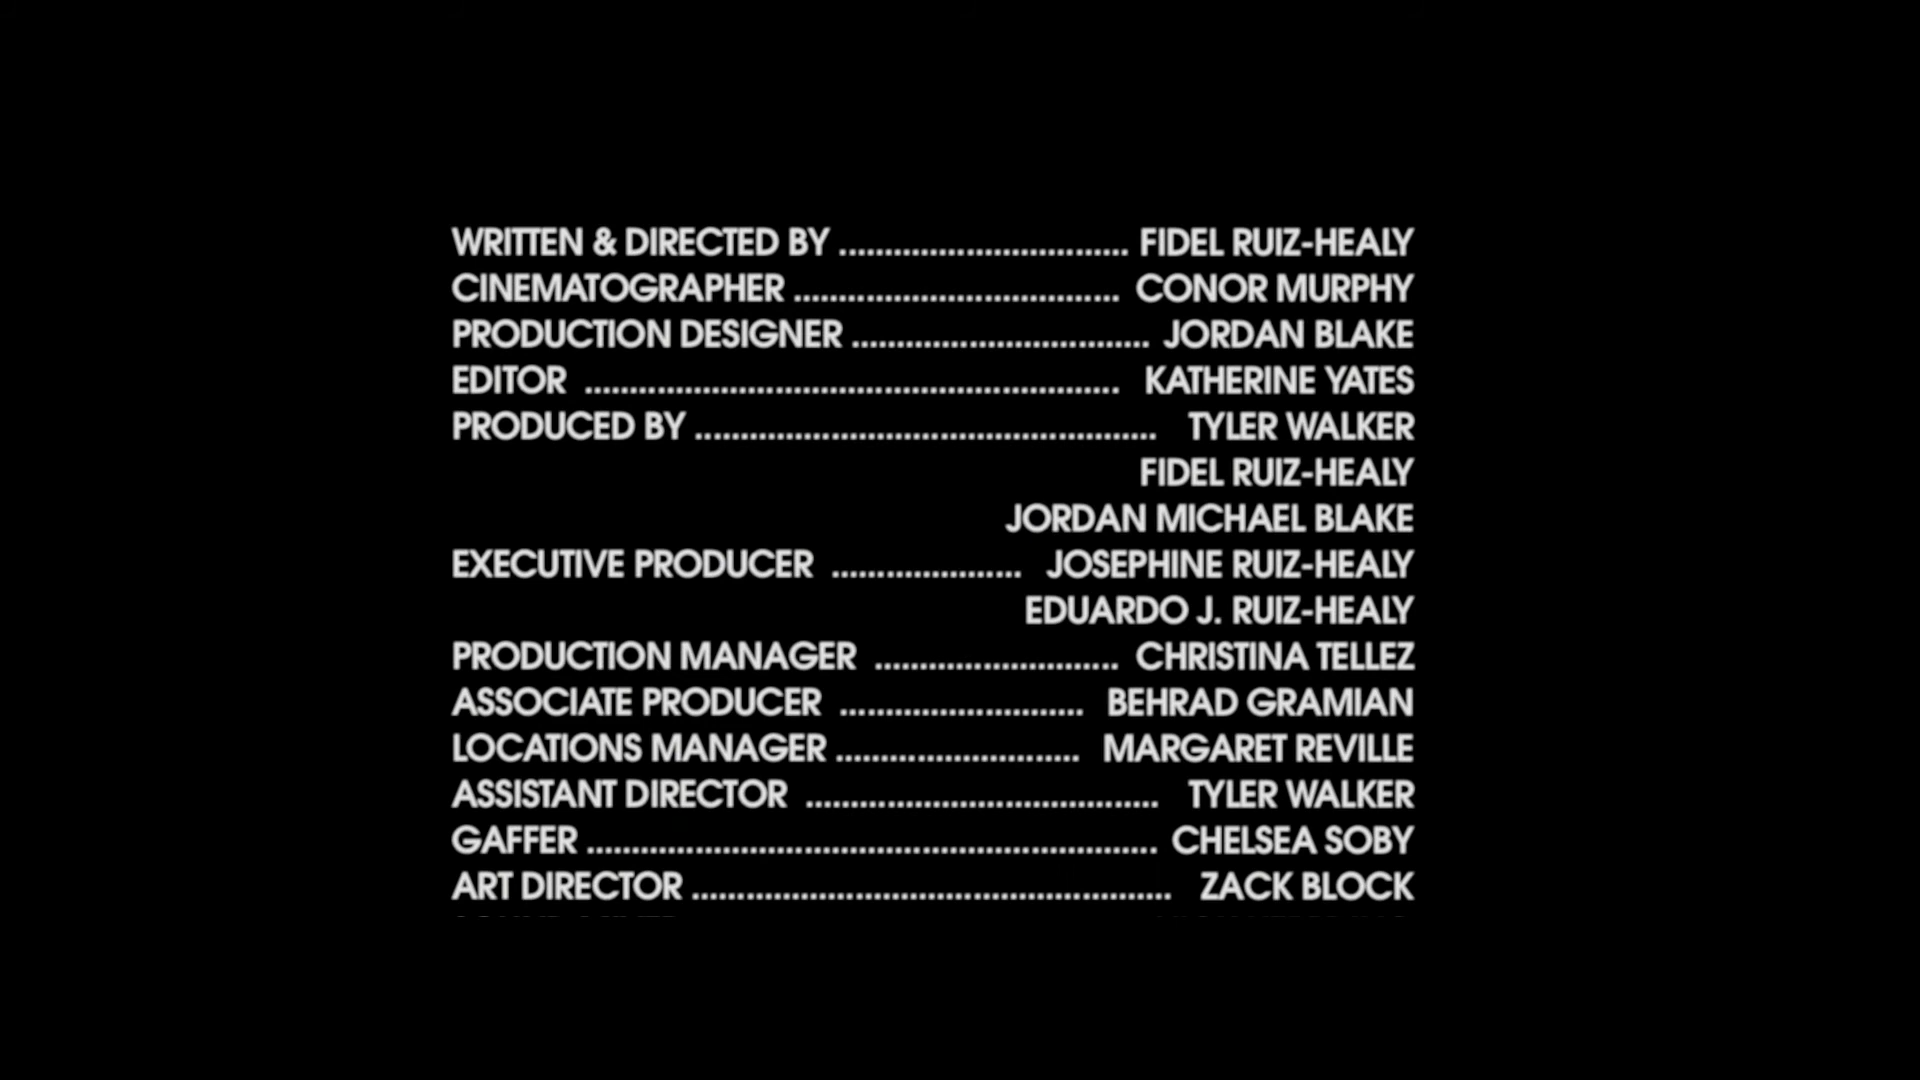 WRITTEN & DIRECTED BY ................................ FIDEL RUIZ-HEALY
CINEMATOGRAPHER .................................... CONOR MURPHY
PRODUCTION DESIGNER ................................. JORDAN BLAKE
EDITOR ........................................................... KATHERINE YATES
PRODUCED BY ................................................... TYLER WALKER
FIDEL RUIZ-HEALY
JORDAN MICHAEL BLAKE
EXECUTIVE PRODUCER ..................... JOSEPHINE RUIZ-HEALY
EDUARDO J. RUIZ-HEALY
PRODUCTION MANAGER ........................... CHRISTINA TELLEZ
ASSOCIATE PRODUCER ........................... BEHRAD GRAMIAN
LOCATIONS MANAGER ........................... MARGARET REVILLE
ASSISTANT DIRECTOR ....................................... TYLER WALKER
GAFFER ............................................................... CHELSEA SOBY
ART DIRECTOR ..................................................... ZACK BLOCK